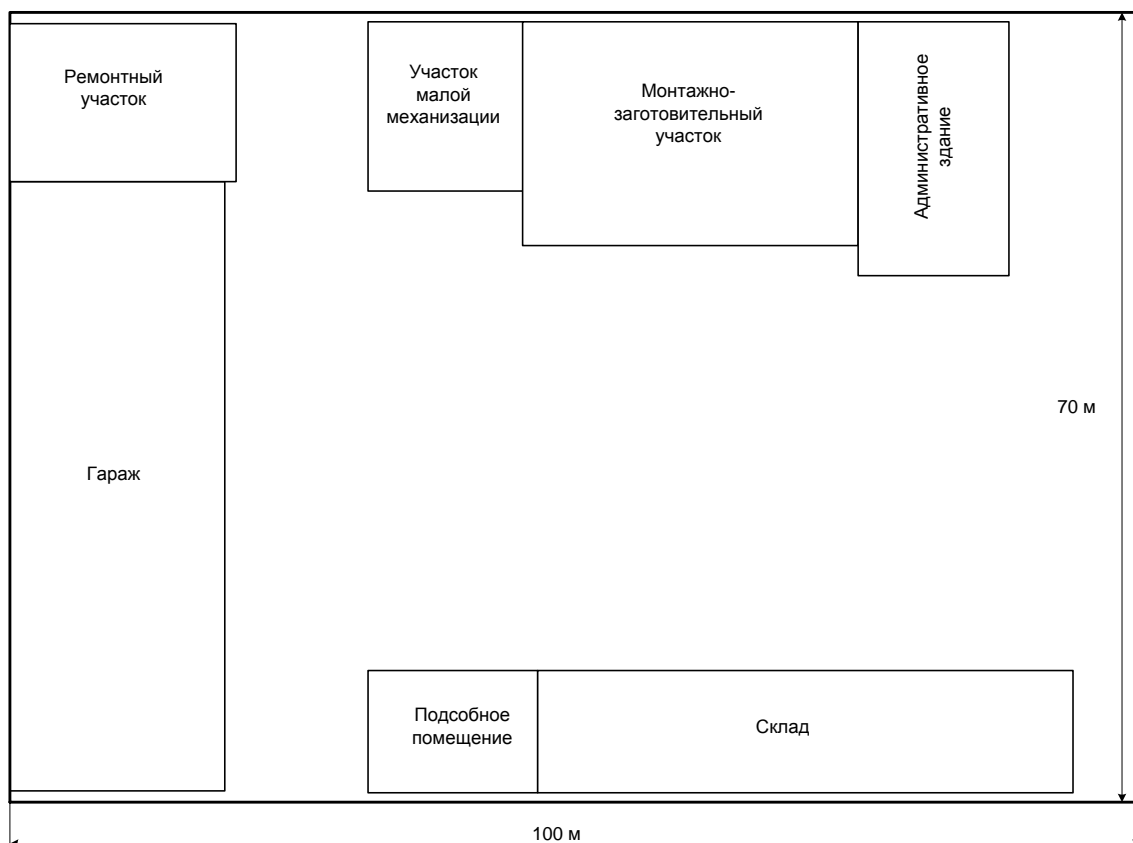 Ремонтный
участок
Участок
малой
механизации
Монтажно-
заготовительный
участок
Административное
здание
70 м
Гараж
Подсобное
помещение
Склад
100 м